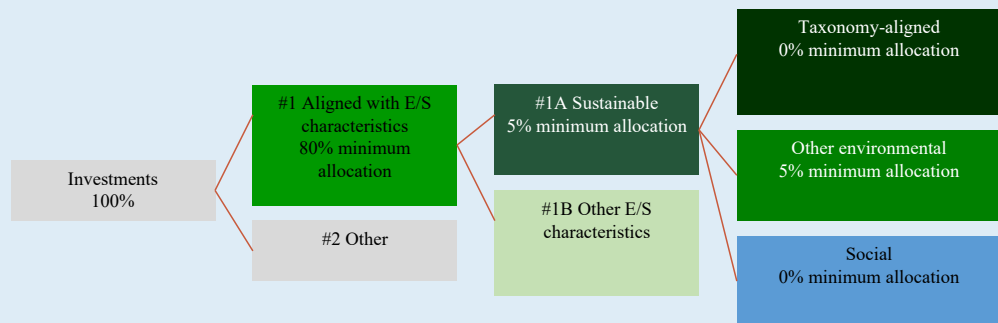 Investments
100%
#1 Aligned with E/S
characteristics
80% minimum
allocation
#2 Other
#1A Sustainable
5% minimum allocation
#1B Other E/S
characteristics
Taxonomy-aligned
0% minimum allocation
Other environmental
5% minimum allocation
Social
0% minimum allocation